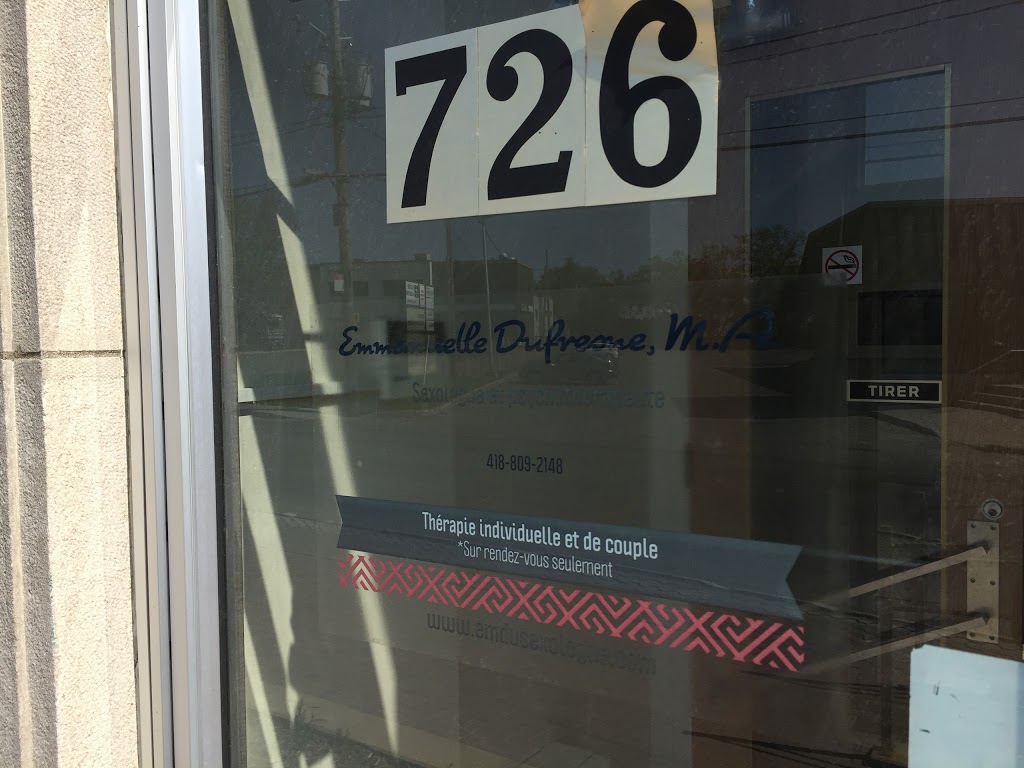 726
Emmanuelle Dufresne, M.A
TIRER
418-809-2148
Thérapie individuelle et de couple
*Sur rendez-vous seulement